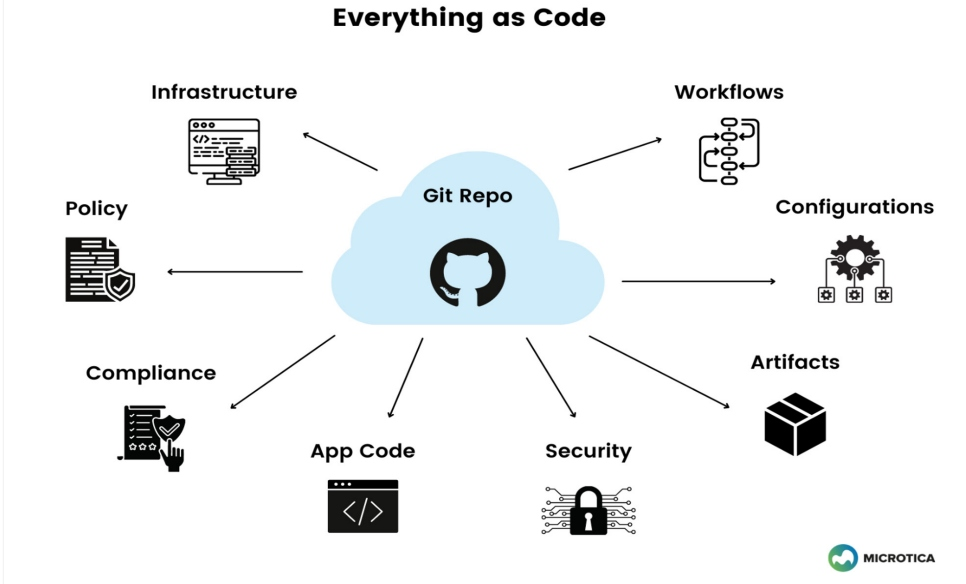 Everything as Code
Infrastructure
Workflows
Git Repo
Policy
Configurations
Compliance
Artifacts
App Code
Security
MICROTICA